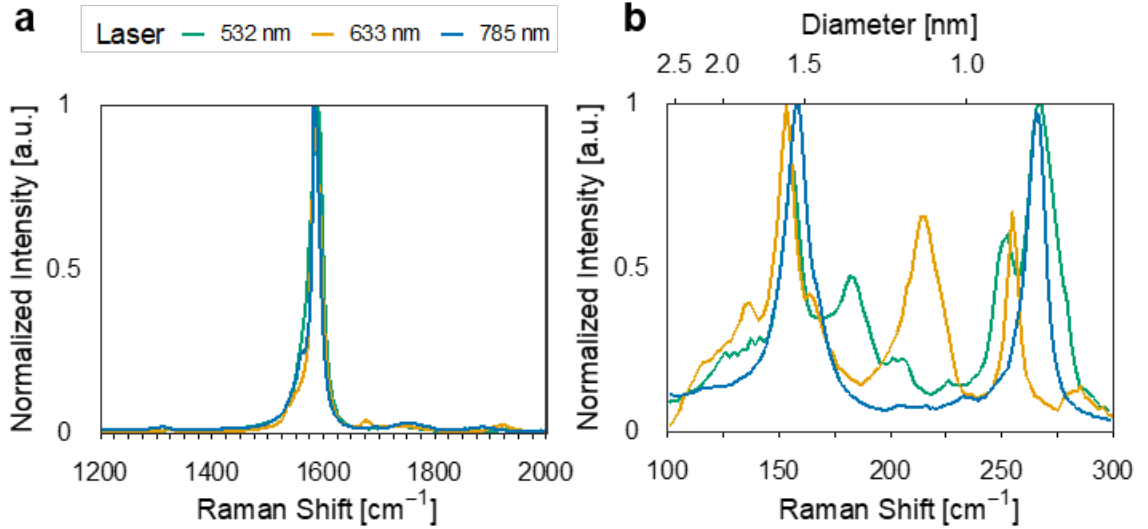 a
Laser 532 nm 633 nm 785 nm
Normalized Intensity [a.u.]
1
0.5
0
1200 1400 1600 1800 2000
Raman Shift [cm⁻¹]
b
Diameter [nm]
2.5 2.0 1.5 1.0
Normalized Intensity [a.u.]
1
0.5
0
100 150 200 250 300
Raman Shift [cm⁻¹]